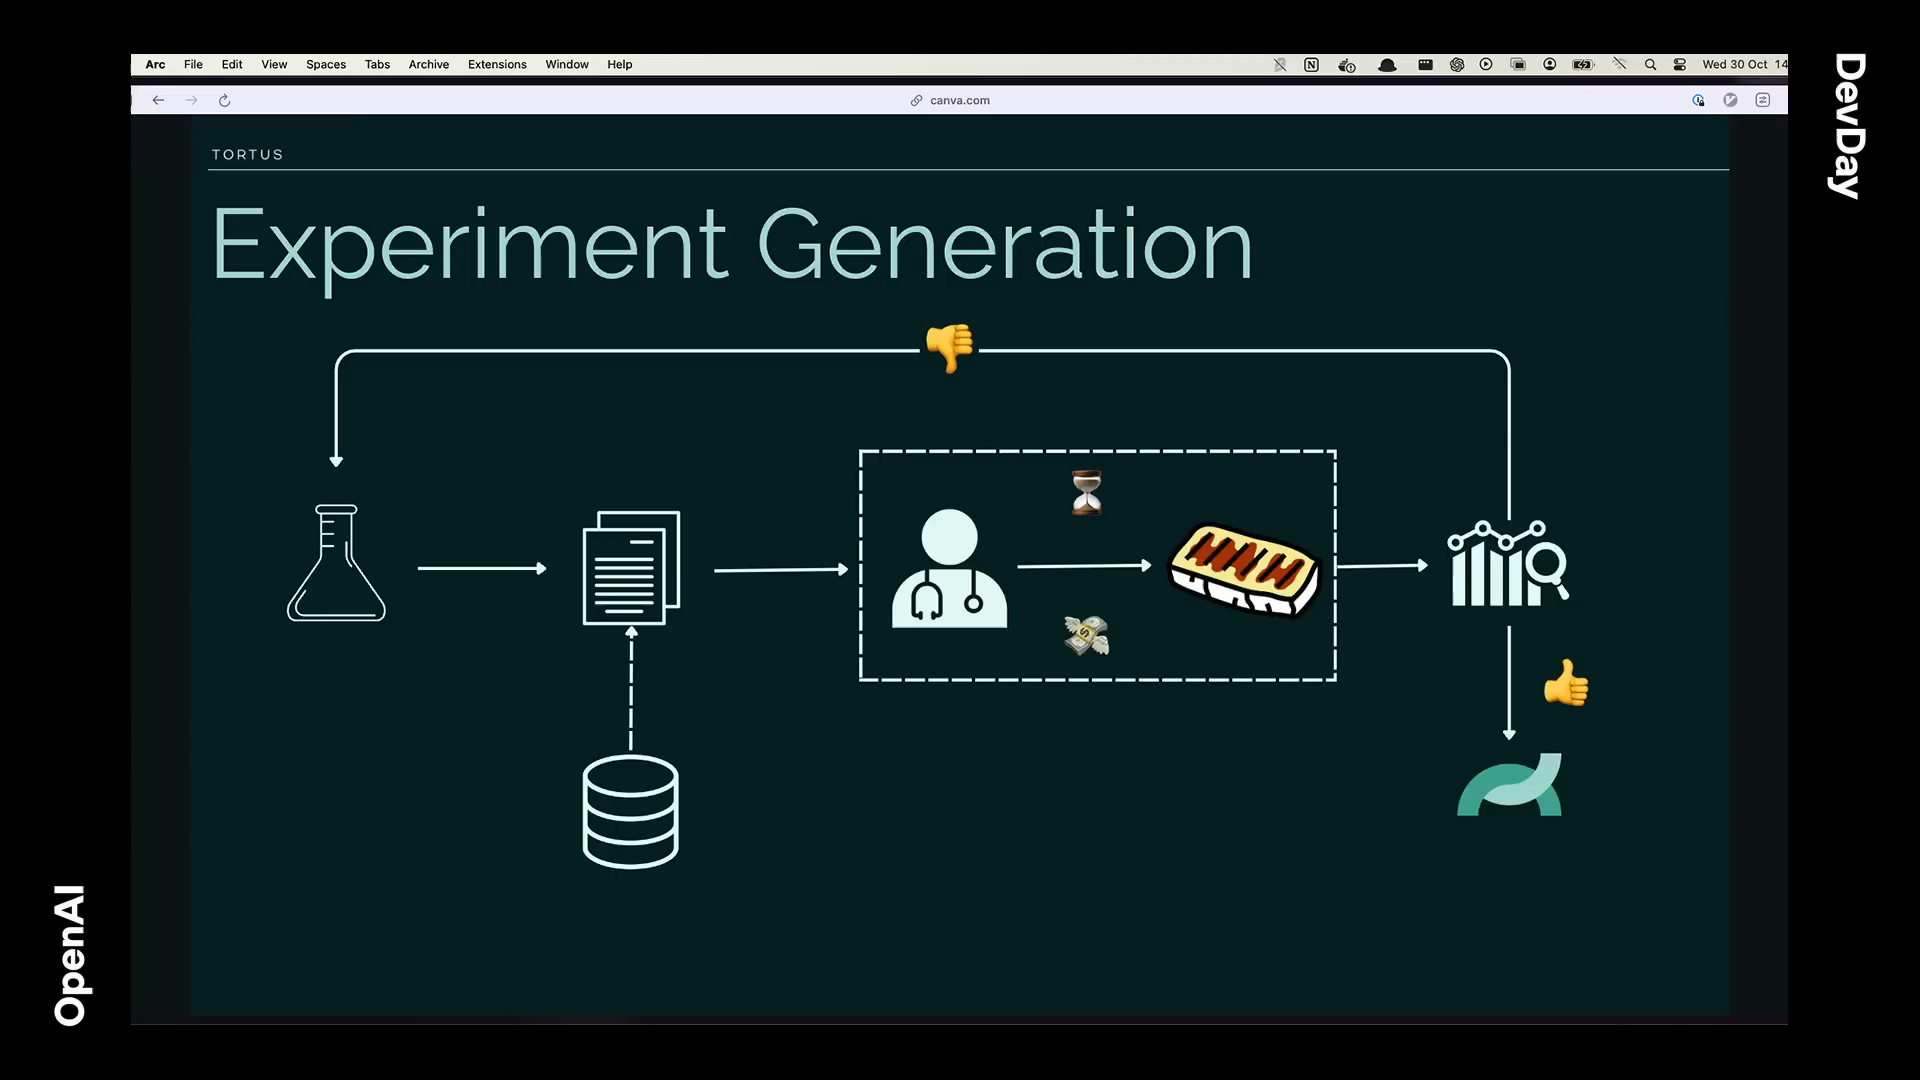 Arc File Edit View Spaces Tabs Archive Extensions Window Help
Wed 30 Oct 14
canva.com
TORTUS
Experiment Generation
DevDay
OpenAI